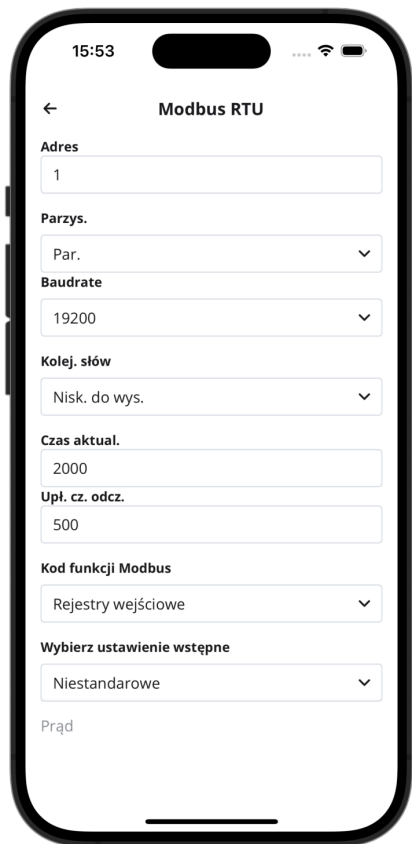 15:53
Modbus RTU
Adres
1
Parzys.
Par.
Baudrate
19200
Kolej. słów
Nisk. do wys.
Czas aktual.
2000
Upł. cz. odcz.
500
Kod funkcji Modbus
Rejestry wejściowe
Wybierz ustawienie wstępne
Niestandarowe
Prąd